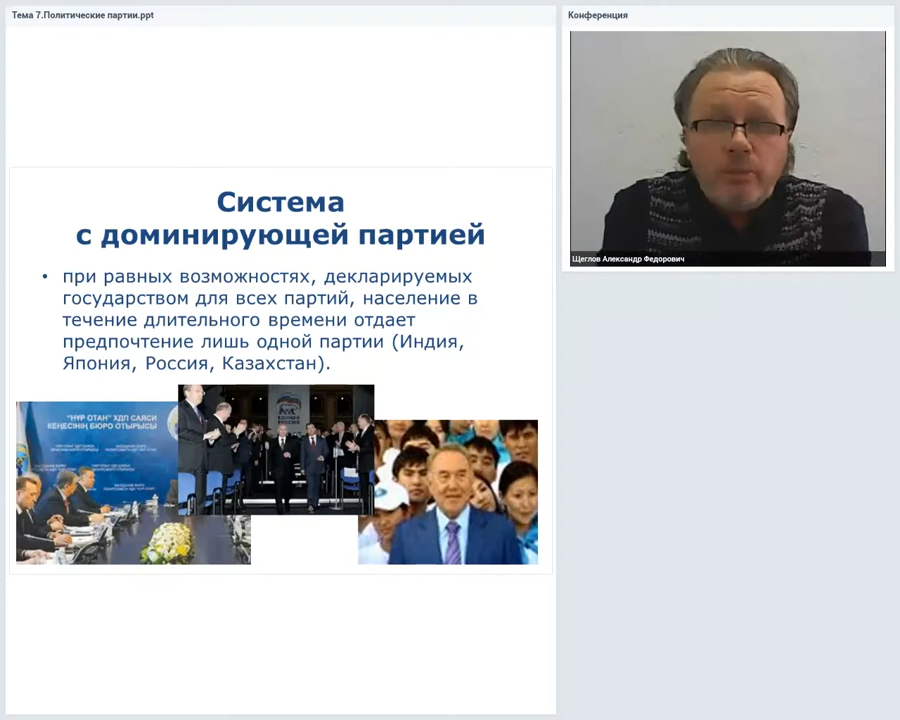 Тема 7.Политические партии.ppt
Конференция
Щеглов Александр Федорович
Система
с доминирующей партией
• при равных возможностях, декларируемых
государством для всех партий, население в
течение длительного времени отдает
предпочтение лишь одной партии (Индия,
Япония, Россия, Казахстан).
"НҰР ОТАН" ХДП САЯСИ
КЕҢЕСІНІҢ БЮРО ОТЫРЫСЫ
ЕДИНАЯ
РОССИЯ